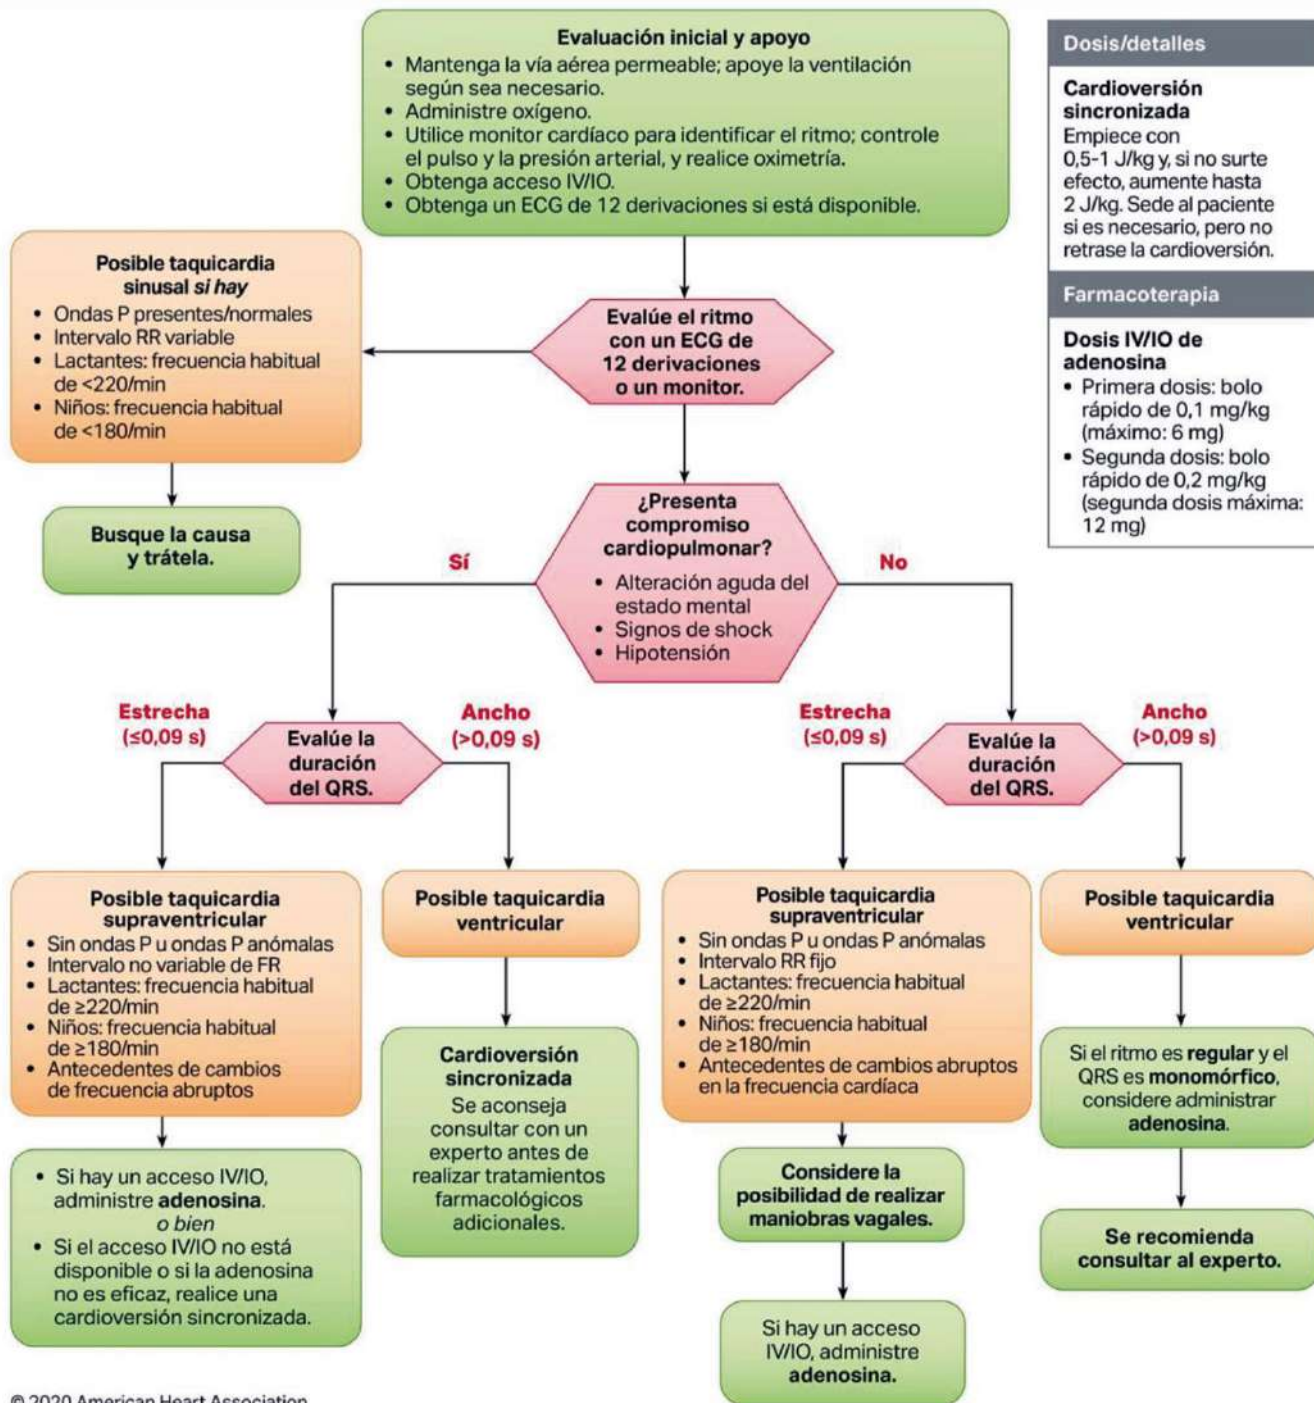 Evaluación inicial y apoyo
• Mantenga la vía aérea permeable; apoye la ventilación
según sea necesario.
• Administre oxígeno.
• Utilice monitor cardíaco para identificar el ritmo; controle
el pulso y la presión arterial, y realice oximetría.
• Obtenga acceso IV/IO.
• Obtenga un ECG de 12 derivaciones si está disponible.
Dosis/detalles
Cardioversión
sincronizada
Empiece con
0,5-1 J/kg y, si no surte
efecto, aumente hasta
2 J/kg. Sede al paciente
si es necesario, pero no
retrase la cardioversión.
Farmacoterapia
Dosis IV/IO de
adenosina
• Primera dosis: bolo
rápido de 0,1 mg/kg
(máximo: 6 mg)
• Segunda dosis: bolo
rápido de 0,2 mg/kg
(segunda dosis máxima:
12 mg)
Posible taquicardia
sinusal si hay
• Ondas P presentes/normales
• Intervalo RR variable
• Lactantes: frecuencia habitual
de <220/min
• Niños: frecuencia habitual
de <180/min
Evalúe el ritmo
con un ECG de
12 derivaciones
o un monitor.
Busque la causa
y trátela.
¿Presenta
compromiso
cardiopulmonar?
• Alteración aguda del
estado mental
• Signos de shock
• Hipotensión
Sí
No
Estrecha
(≤0,09 s)
Evalúe la
duración
del QRS.
Ancho
(>0,09 s)
Estrecha
(≤0,09 s)
Evalúe la
duración
del QRS.
Ancho
(>0,09 s)
Posible taquicardia
supraventricular
• Sin ondas P u ondas P anómalas
• Intervalo no variable de FR
• Lactantes: frecuencia habitual
de ≥220/min
• Niños: frecuencia habitual
de ≥180/min
• Antecedentes de cambios
de frecuencia abruptos
• Si hay un acceso IV/IO,
administre adenosina.
o bien
• Si el acceso IV/IO no está
disponible o si la adenosina
no es eficaz, realice una
cardioversión sincronizada.
Posible taquicardia
ventricular
Cardioversión
sincronizada
Se aconseja
consultar con un
experto antes de
realizar tratamientos
farmacológicos
adicionales.
Posible taquicardia
supraventricular
• Sin ondas P u ondas P anómalas
• Intervalo RR fijo
• Lactantes: frecuencia habitual
de ≥220/min
• Niños: frecuencia habitual
de ≥180/min
• Antecedentes de cambios abruptos
en la frecuencia cardíaca
Considere la
posibilidad de realizar
maniobras vagales.
Si hay un acceso
IV/IO, administre
adenosina.
Posible taquicardia
ventricular
Si el ritmo es regular y el
QRS es monomórfico,
considere administrar
adenosina.
Se recomienda
consultar al experto.
© 2020 American Heart Association